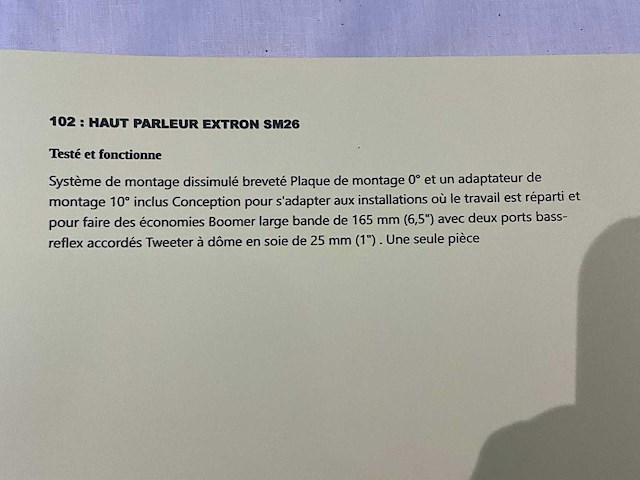 102 : HAUT PARLEUR EXTRON SM26
Testé et fonctionne
Système de montage dissimulé breveté Plaque de montage 0° et un adaptateur de
montage 10° inclus Conception pour s'adapter aux installations où le travail est réparti et
pour faire des économies Boomer large bande de 165 mm (6,5") avec deux ports bass-
reflex accordés Tweeter à dôme en soie de 25 mm (1") . Une seule pièce